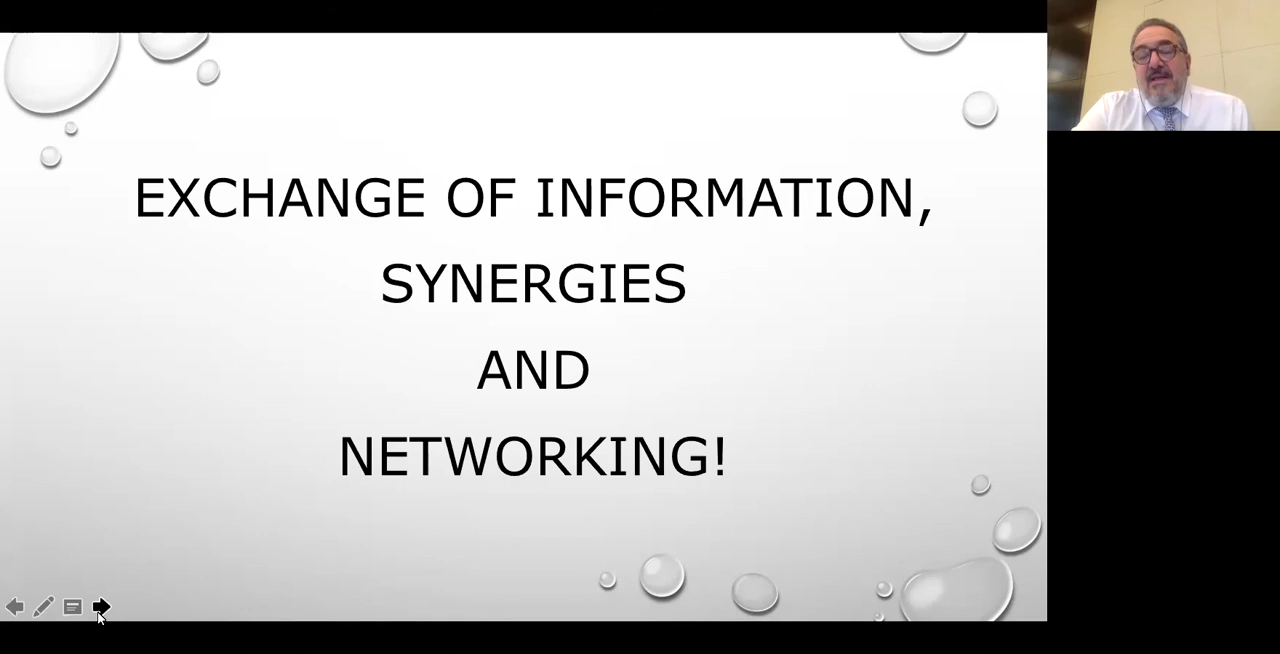 EXCHANGE OF INFORMATION,
SYNERGIES
AND
NETWORKING!